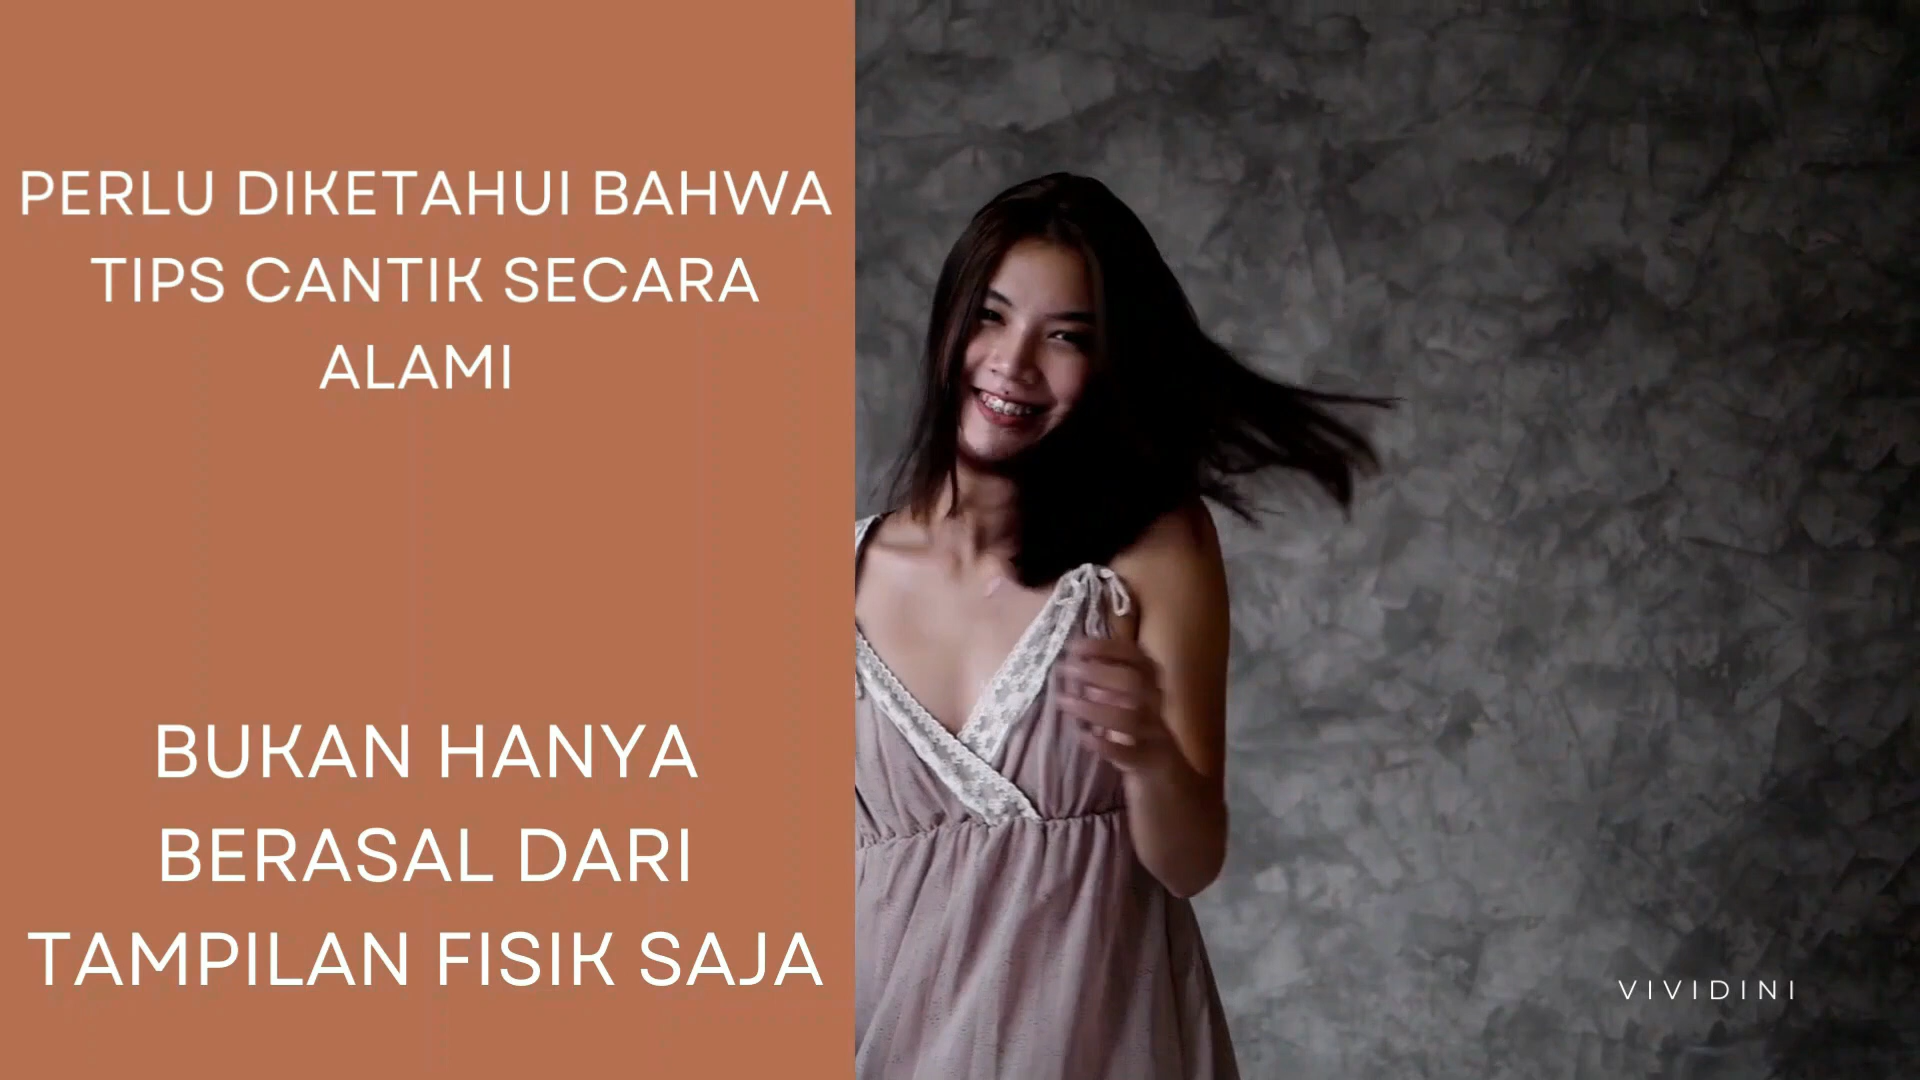 PERLU DIKETAHUI BAHWA
TIPS CANTIK SECARA
ALAMI
BUKAN HANYA
BERASAL DARI
TAMPILAN FISIK SAJA
VIVIDINI